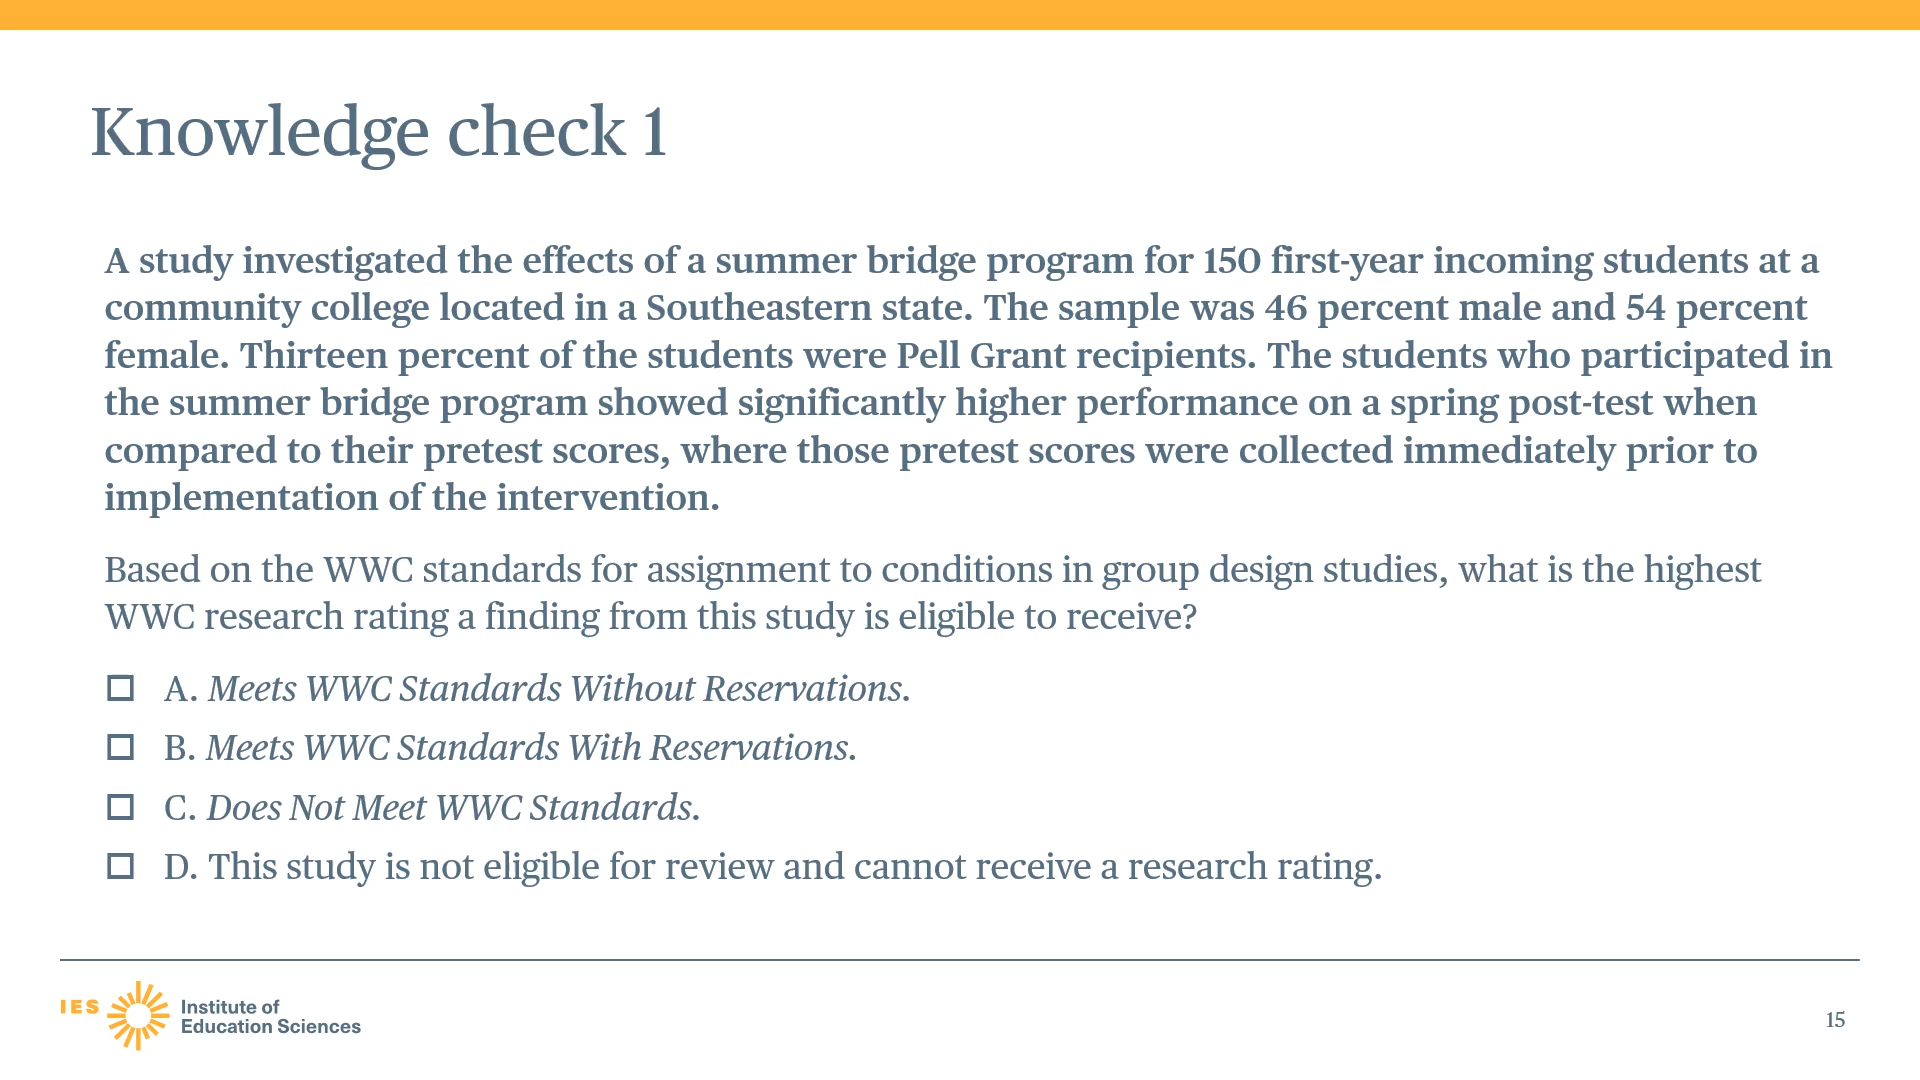 Knowledge check 1
A study investigated the effects of a summer bridge program for 150 first-year incoming students at a
community college located in a Southeastern state. The sample was 46 percent male and 54 percent
female. Thirteen percent of the students were Pell Grant recipients. The students who participated in
the summer bridge program showed significantly higher performance on a spring post-test when
compared to their pretest scores, where those pretest scores were collected immediately prior to
implementation of the intervention.
Based on the WWC standards for assignment to conditions in group design studies, what is the highest
WWC research rating a finding from this study is eligible to receive?
A. Meets WWC Standards Without Reservations.
B. Meets WWC Standards With Reservations.
C. Does Not Meet WWC Standards.
D. This study is not eligible for review and cannot receive a research rating.
IES
Institute of
Education Sciences
15